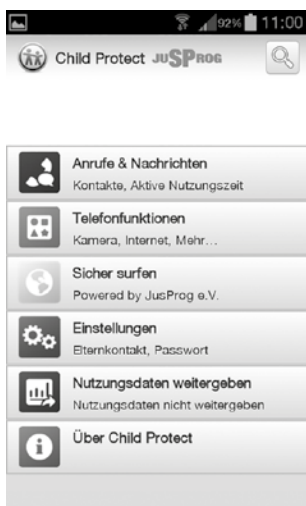 92% 11:00
Child Protect JUSPROG
Anrufe & Nachrichten
Kontakte, Aktive Nutzungszeit
Telefonfunktionen
Kamera, Internet, Mehr...
Sicher surfen
Powered by JusProg e.V.
Einstellungen
Elternkontakt, Passwort
Nutzungsdaten weitergeben
Nutzungsdaten nicht weitergeben
Über Child Protect